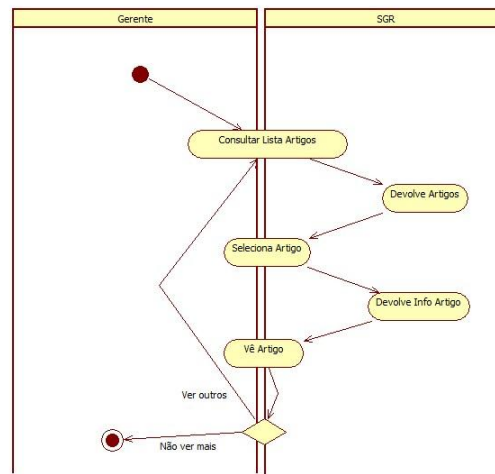 Gerente
SGR
Consultar Lista Artigos
Devolve Artigos
Seleciona Artigo
Devolve Info Artigo
Vê Artigo
Ver outros
Não ver mais